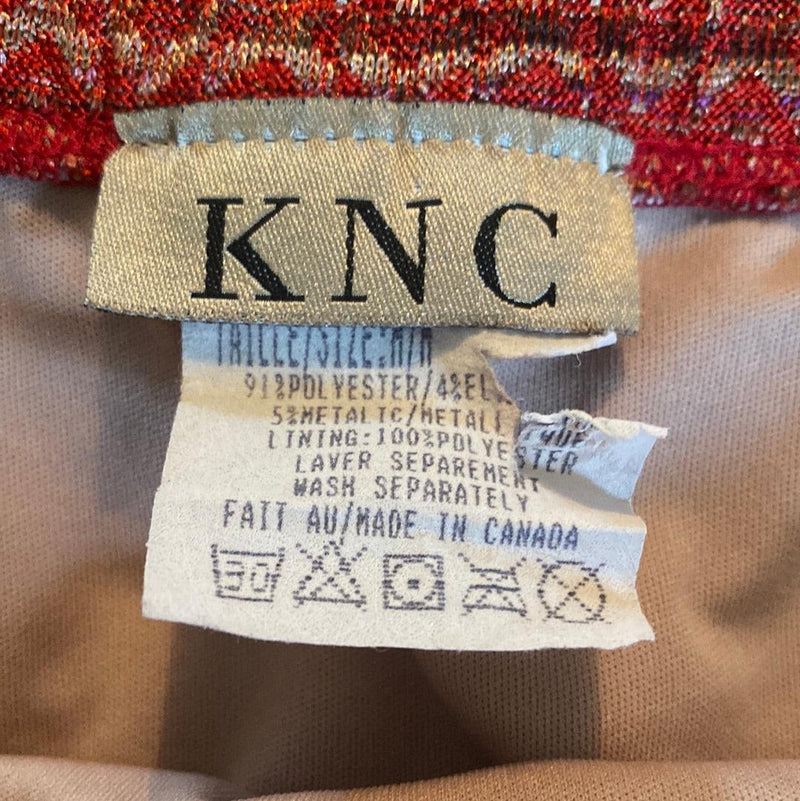 KNC
TAILLE/SIZE:M/M
91%POLYESTER/4%EL
5%METALIC/METALI QUE
LINING:100%POLYESTER
LAVER SEPAREMENT
WASH SEPARATELY
FAIT AU/MADE IN CANADA
30